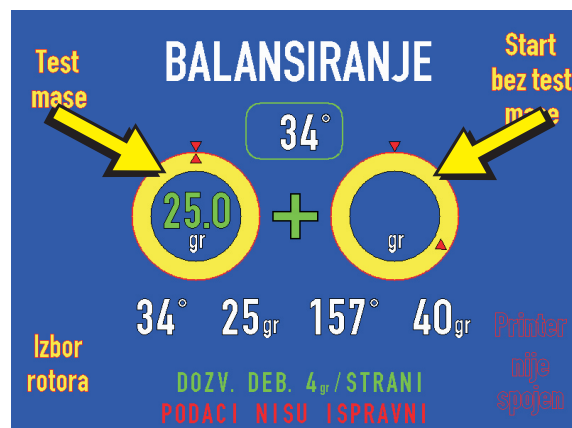 Test
mase
BALANSIRANJE
Start
bez test
mase
34°
25.0
gr
+
gr
34° 25gr 157° 40gr
Izbor
rotora
Printer
nije
spojen
DOZV. DEB. 4gr/STRANI
PODACI NISU ISPRAVNI